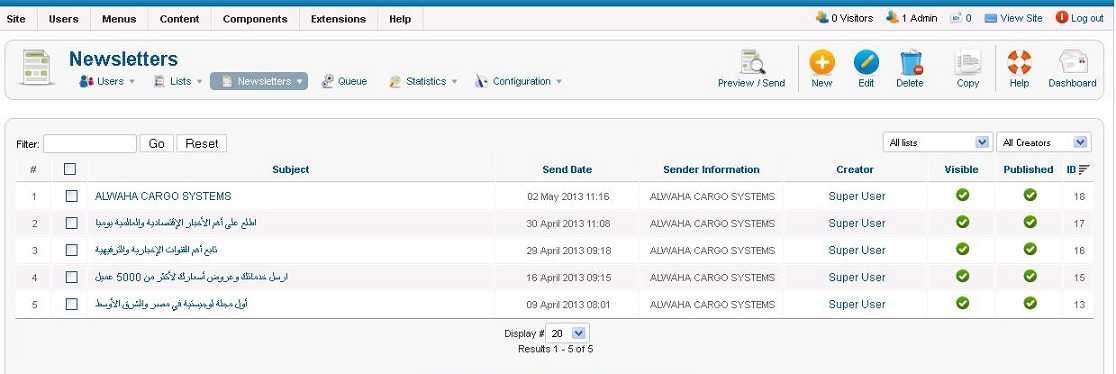 Site Users Menus Content Components Extensions Help 0 Visitors 1 Admin 0 View Site Log out
Newsletters
Users Lists Newsletters Queue Statistics Configuration Preview / Send New Edit Delete Copy Help Dashboard
Filter: Go Reset All lists All Creators
# Subject Send Date Sender Information Creator Visible Published ID
1 ALWAHA CARGO SYSTEMS 02 May 2013 11:16 ALWAHA CARGO SYSTEMS Super User 18
2 اطلع على أهم الأخبار الإقتصادية والعالمية يوميا 30 April 2013 11:08 ALWAHA CARGO SYSTEMS Super User 17
3 تابع أهم القنوات الإخبارية والترفيهية 29 April 2013 09:18 ALWAHA CARGO SYSTEMS Super User 16
4 ارسل خدماتك وعروض أسعارك لأكثر من 5000 عميل 16 April 2013 09:15 ALWAHA CARGO SYSTEMS Super User 15
5 أول مجلة لوجيستية في مصر والشرق الأوسط 09 April 2013 08:01 ALWAHA CARGO SYSTEMS Super User 13
Display # 20
Results 1 - 5 of 5